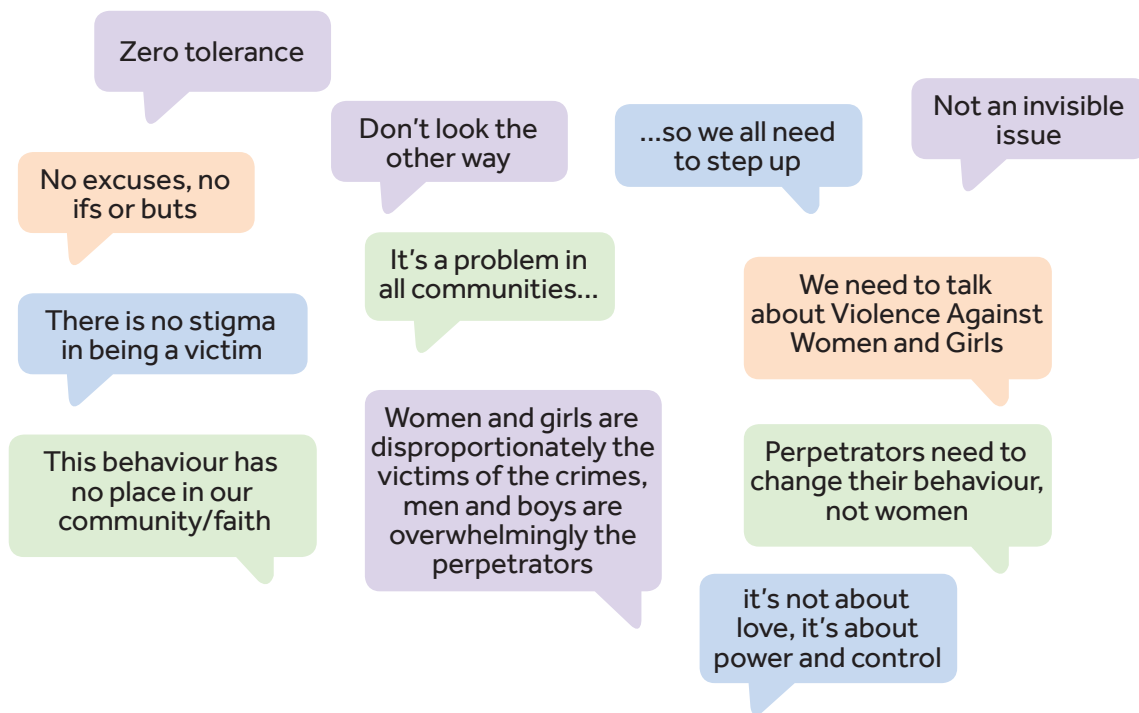 Zero tolerance
Don't look the
other way
...so we all need
to step up
Not an invisible
issue
No excuses, no
ifs or buts
It's a problem in
all communities...
We need to talk
about Violence Against
Women and Girls
There is no stigma
in being a victim
Women and girls are
disproportionately the
victims of the crimes,
men and boys are
overwhelmingly the
perpetrators
This behaviour has
no place in our
community/faith
Perpetrators need to
change their behaviour,
not women
it's not about
love, it's about
power and control